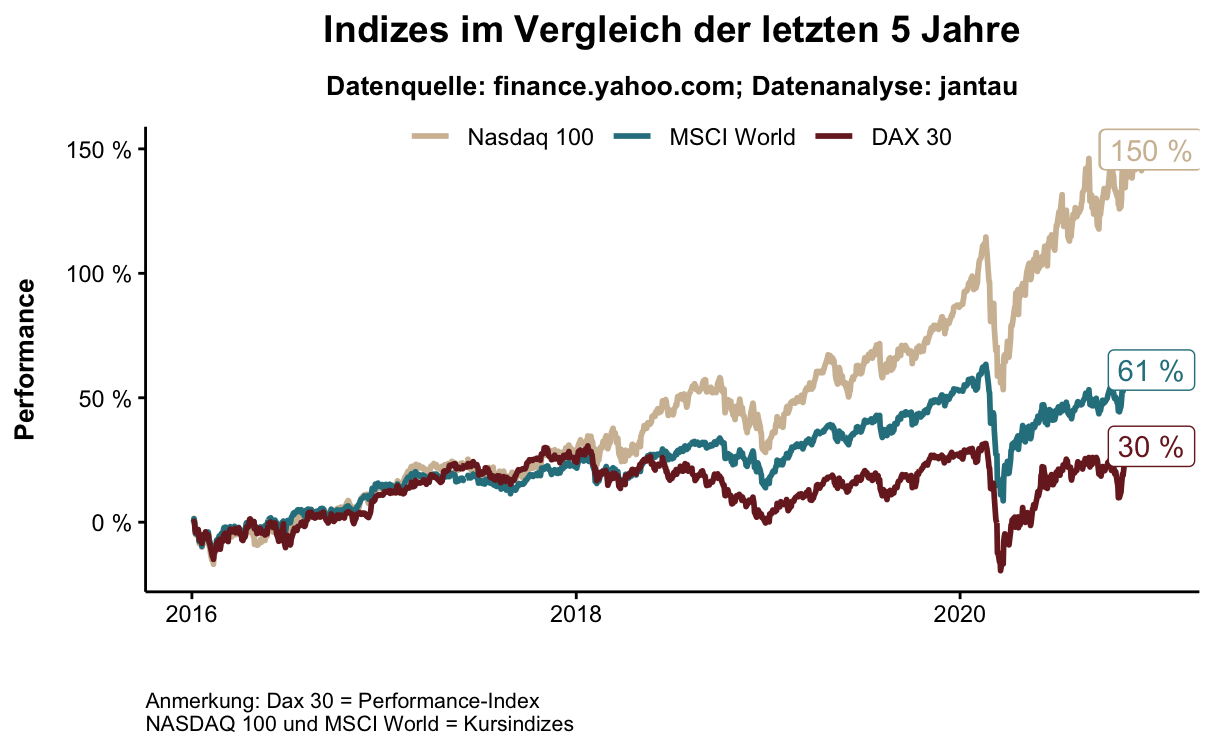 Indizes im Vergleich der letzten 5 Jahre
Datenquelle: finance.yahoo.com; Datenanalyse: jantau
Nasdaq 100 MSCI World DAX 30
150 %
100 %
50 %
0 %
Performance
150 %
61 %
30 %
2016 2018 2020
Anmerkung: Dax 30 = Performance-Index
NASDAQ 100 und MSCI World = Kursindizes